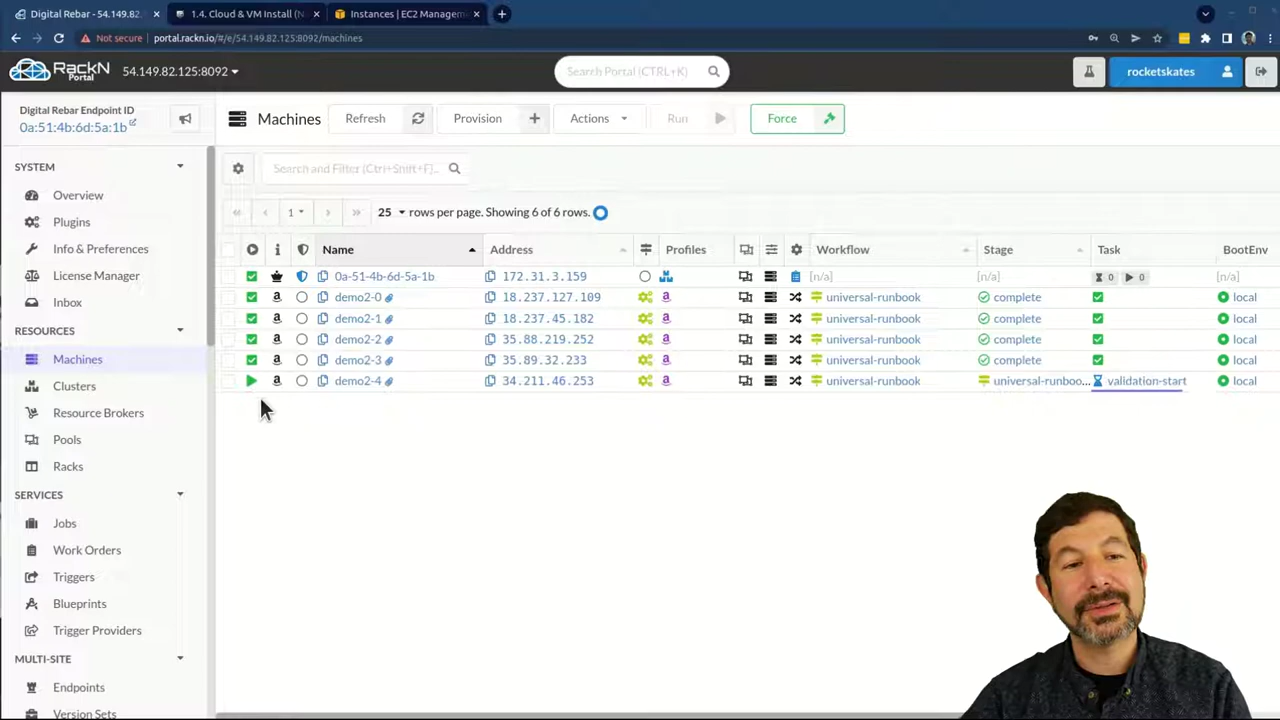 Digital Rebar | 54.149.82.
1.4. Cloud & VM Install (N
Instances | EC2 Managem
Not secure | portal.rackn.io/#/e/54.149.82.125:8092/machines
RackN Portal 54.149.82.125:8092
Search Portal (CTRL+K)
rocketskates
Digital Rebar Endpoint ID
0a:51:4b:6d:5a:1b
Machines Refresh Provision Actions Run Force
SYSTEM
Overview
Plugins
Info & Preferences
License Manager
Inbox
RESOURCES
Machines
Clusters
Resource Brokers
Pools
Racks
SERVICES
Jobs
Work Orders
Triggers
Blueprints
Trigger Providers
MULTI-SITE
Endpoints
Version Sets
Search and Filter (Ctrl+Shift+F)...
1 25 rows per page. Showing 6 of 6 rows.
Name Address Profiles Workflow Stage Task BootEnv
0a-51-4b-6d-5a-1b 172.31.3.159 [n/a] [n/a] 0 0 [n/a]
demo2-0 18.237.127.109 universal-runbook complete local
demo2-1 18.237.45.182 universal-runbook complete local
demo2-2 35.88.219.252 universal-runbook complete local
demo2-3 35.89.32.233 universal-runbook complete local
demo2-4 34.211.46.253 universal-runbook universal-runboo... validation-start local